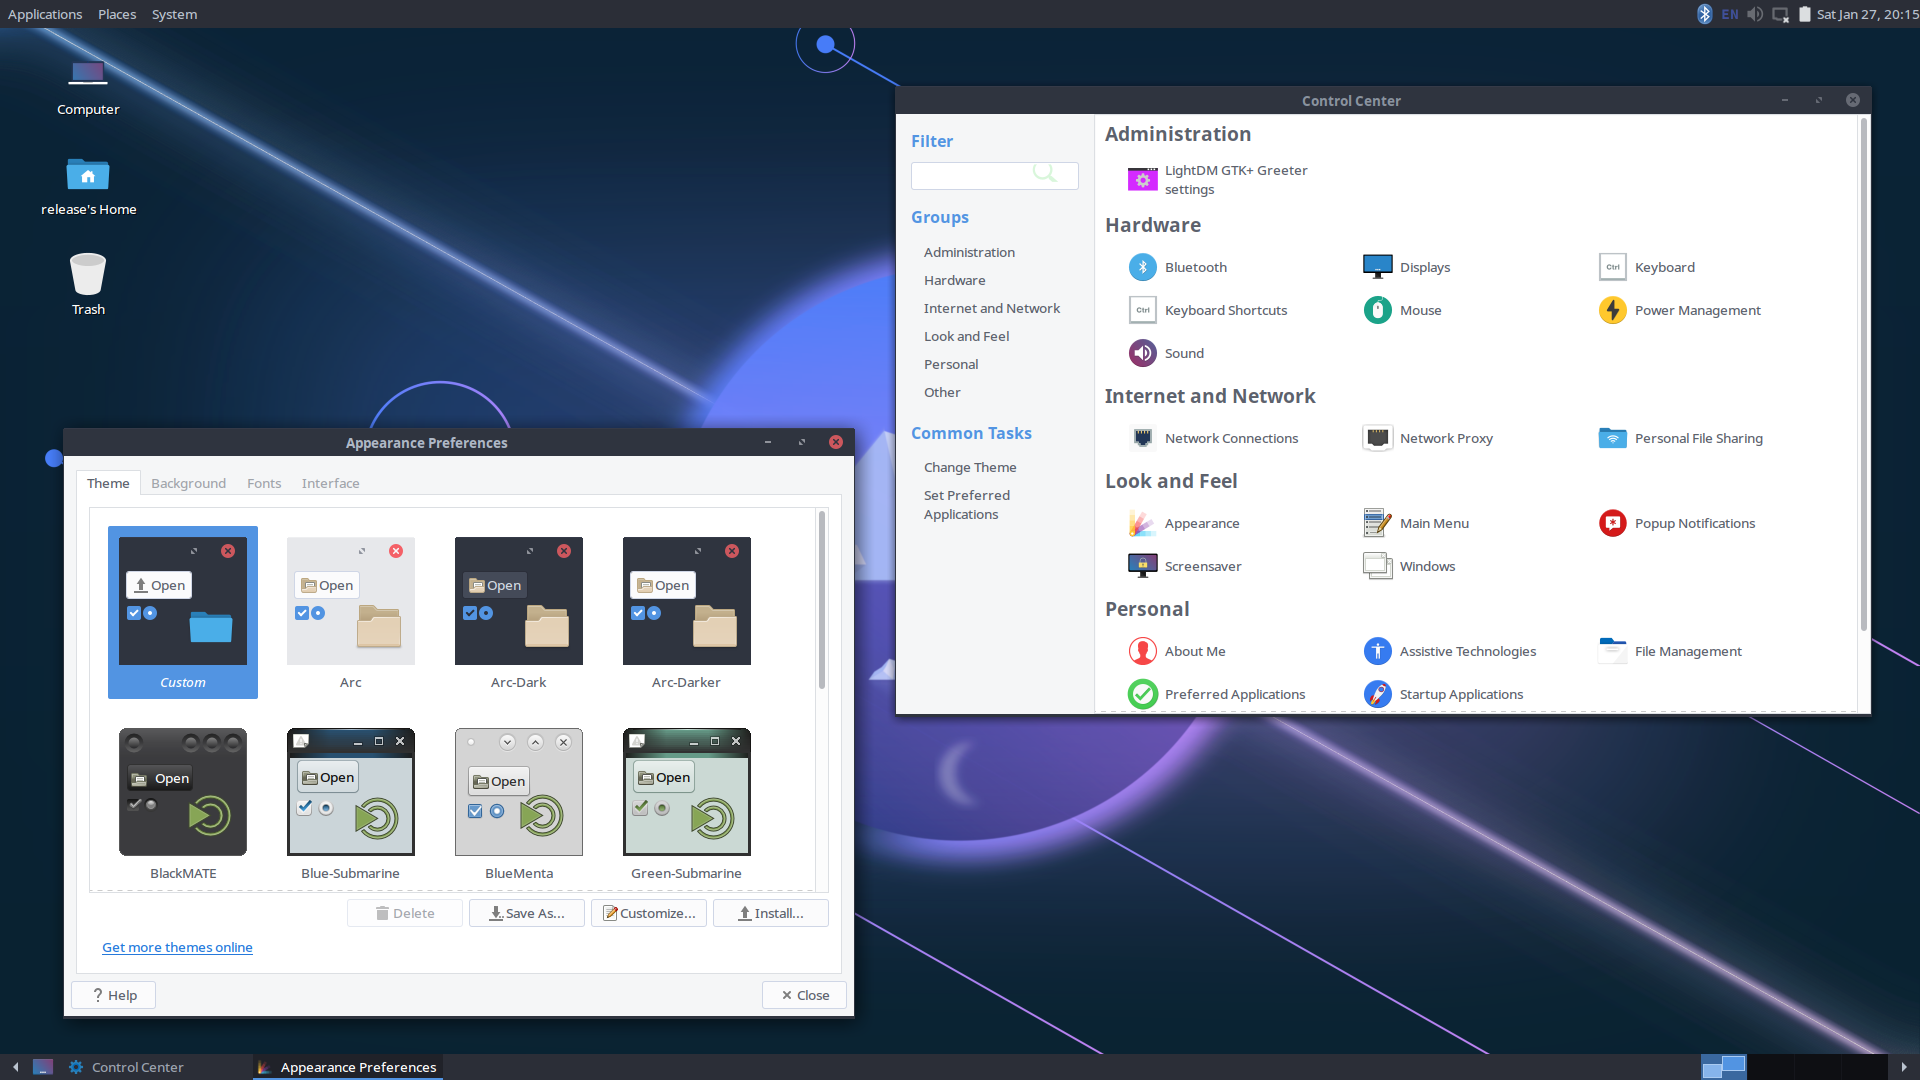 Applications Places System
EN
Sat Jan 27, 20:15
Computer
release's Home
Trash
Control Center
Filter
Groups
Administration
Hardware
Internet and Network
Look and Feel
Personal
Other
Common Tasks
Change Theme
Set Preferred
Applications
Administration
LightDM GTK+ Greeter
settings
Hardware
Bluetooth
Displays
Ctrl
Keyboard
Ctrl
Keyboard Shortcuts
Mouse
Power Management
Sound
Internet and Network
Network Connections
Network Proxy
Personal File Sharing
Look and Feel
Appearance
Main Menu
Popup Notifications
Screensaver
Windows
Personal
About Me
Assistive Technologies
File Management
Preferred Applications
Startup Applications
Appearance Preferences
Theme Background Fonts Interface
Open
Open
Open
Open
Custom
Arc
Arc-Dark
Arc-Darker
Open
Open
Open
Open
BlackMATE
Blue-Submarine
BlueMenta
Green-Submarine
Delete
Save As...
Customize...
Install...
Get more themes online
? Help
Close
Control Center
Appearance Preferences